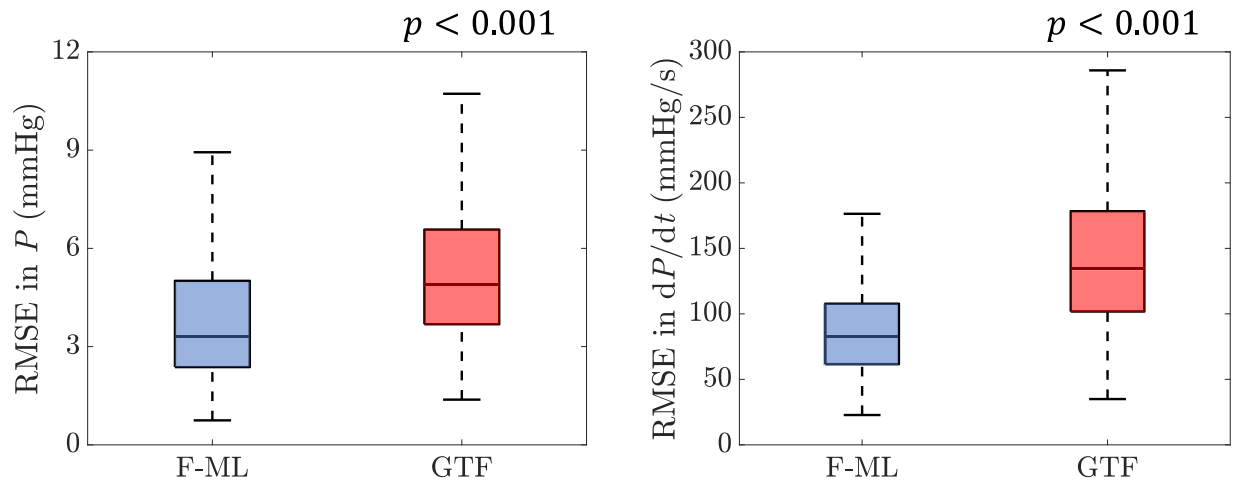 p < 0.001
RMSE in P (mmHg)
12
9
6
3
0
F-ML
GTF
p < 0.001
RMSE in dP/dt (mmHg/s)
300
250
200
150
100
50
0
F-ML
GTF